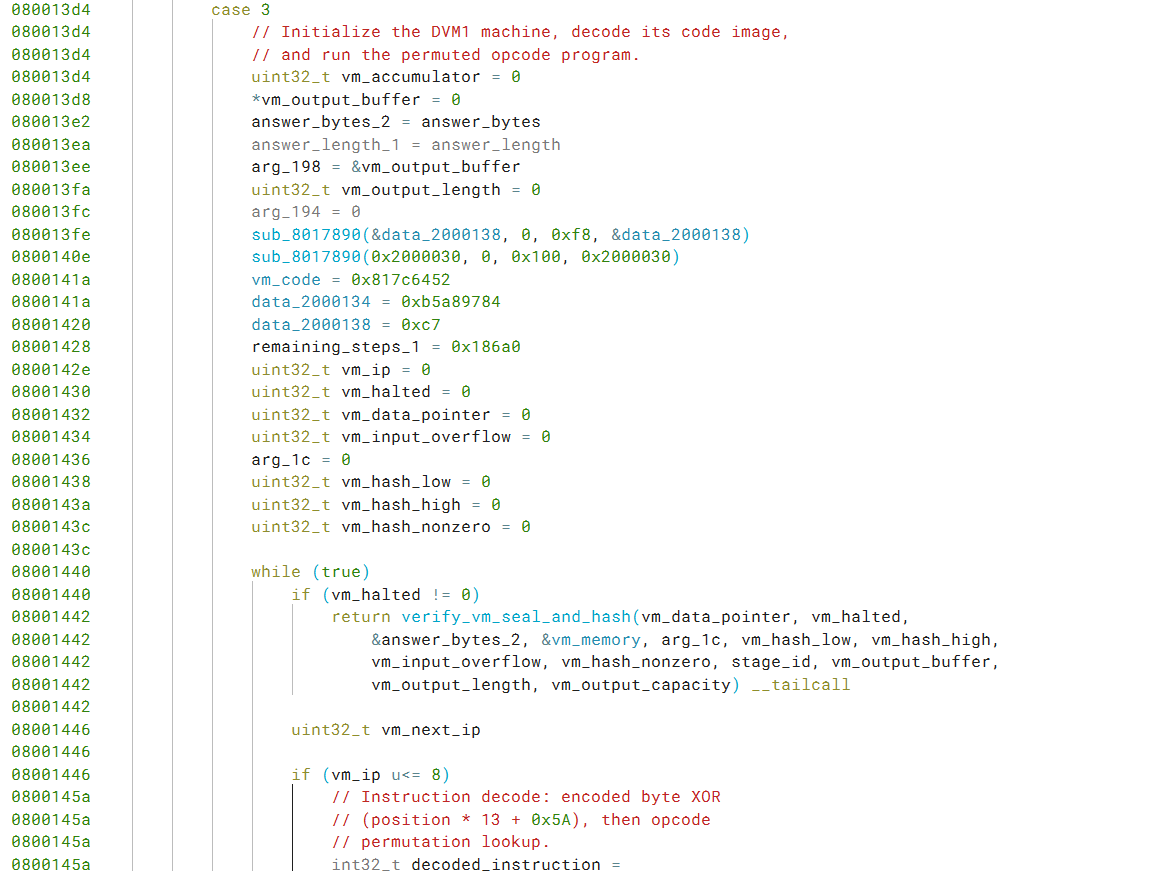 080013d4 case 3
080013d4 // Initialize the DVM1 machine, decode its code image,
080013d4 // and run the permuted opcode program.
080013d4 uint32_t vm_accumulator = 0
080013d8 *vm_output_buffer = 0
080013e2 answer_bytes_2 = answer_bytes
080013ea answer_length_1 = answer_length
080013ee arg_198 = &vm_output_buffer
080013fa uint32_t vm_output_length = 0
080013fc arg_194 = 0
080013fe sub_8017890(&data_2000138, 0, 0xf8, &data_2000138)
0800140e sub_8017890(0x2000030, 0, 0x100, 0x2000030)
0800141a vm_code = 0x817c6452
0800141a data_2000134 = 0xb5a89784
08001420 data_2000138 = 0xc7
08001428 remaining_steps_1 = 0x186a0
0800142e uint32_t vm_ip = 0
08001430 uint32_t vm_halted = 0
08001432 uint32_t vm_data_pointer = 0
08001434 uint32_t vm_input_overflow = 0
08001436 arg_1c = 0
08001438 uint32_t vm_hash_low = 0
0800143a uint32_t vm_hash_high = 0
0800143c uint32_t vm_hash_nonzero = 0
0800143c
08001440 while (true)
08001440 if (vm_halted != 0)
08001442 return verify_vm_seal_and_hash(vm_data_pointer, vm_halted,
08001442 &answer_bytes_2, &vm_memory, arg_1c, vm_hash_low, vm_hash_high,
08001442 vm_input_overflow, vm_hash_nonzero, stage_id, vm_output_buffer,
08001442 vm_output_length, vm_output_capacity) __tailcall
08001442
08001446 uint32_t vm_next_ip
08001446
08001446 if (vm_ip u<= 8)
0800145a // Instruction decode: encoded byte XOR
0800145a // (position * 13 + 0x5A), then opcode
0800145a // permutation lookup.
0800145a int32_t decoded_instruction =